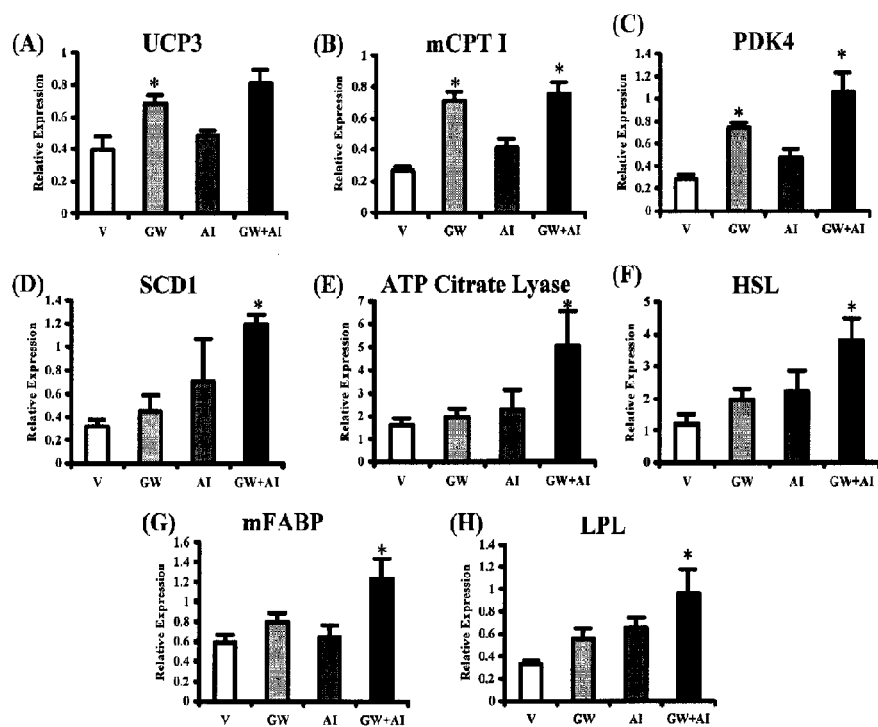 (A) UCP3
Relative Expression
1
0.8
0.6
0.4
0.2
0
*
V GW AI GW+AI
(B) mCPT I
Relative Expression
1
0.8
0.6
0.4
0.2
0
* *
V GW AI GW+AI
(C) PDK4
Relative Expression
1.4
1.2
1
0.8
0.6
0.4
0.2
0
* *
V GW AI GW+AI
(D) SCD1
Relative Expression
1.4
1.2
1
0.8
0.6
0.4
0.2
0
*
V GW AI GW+AI
(E) ATP Citrate Lyase
Relative Expression
7
6
5
4
3
2
1
0
*
V GW AI GW+AI
(F) HSL
Relative Expression
5
4
3
2
1
0
*
V GW AI GW+AI
(G) mFABP
Relative Expression
1.6
1.4
1.2
1
0.8
0.6
0.4
0.2
0
*
V GW AI GW+AI
(H) LPL
Relative Expression
1.4
1.2
1
0.8
0.6
0.4
0.2
0
*
V GW AI GW+AI